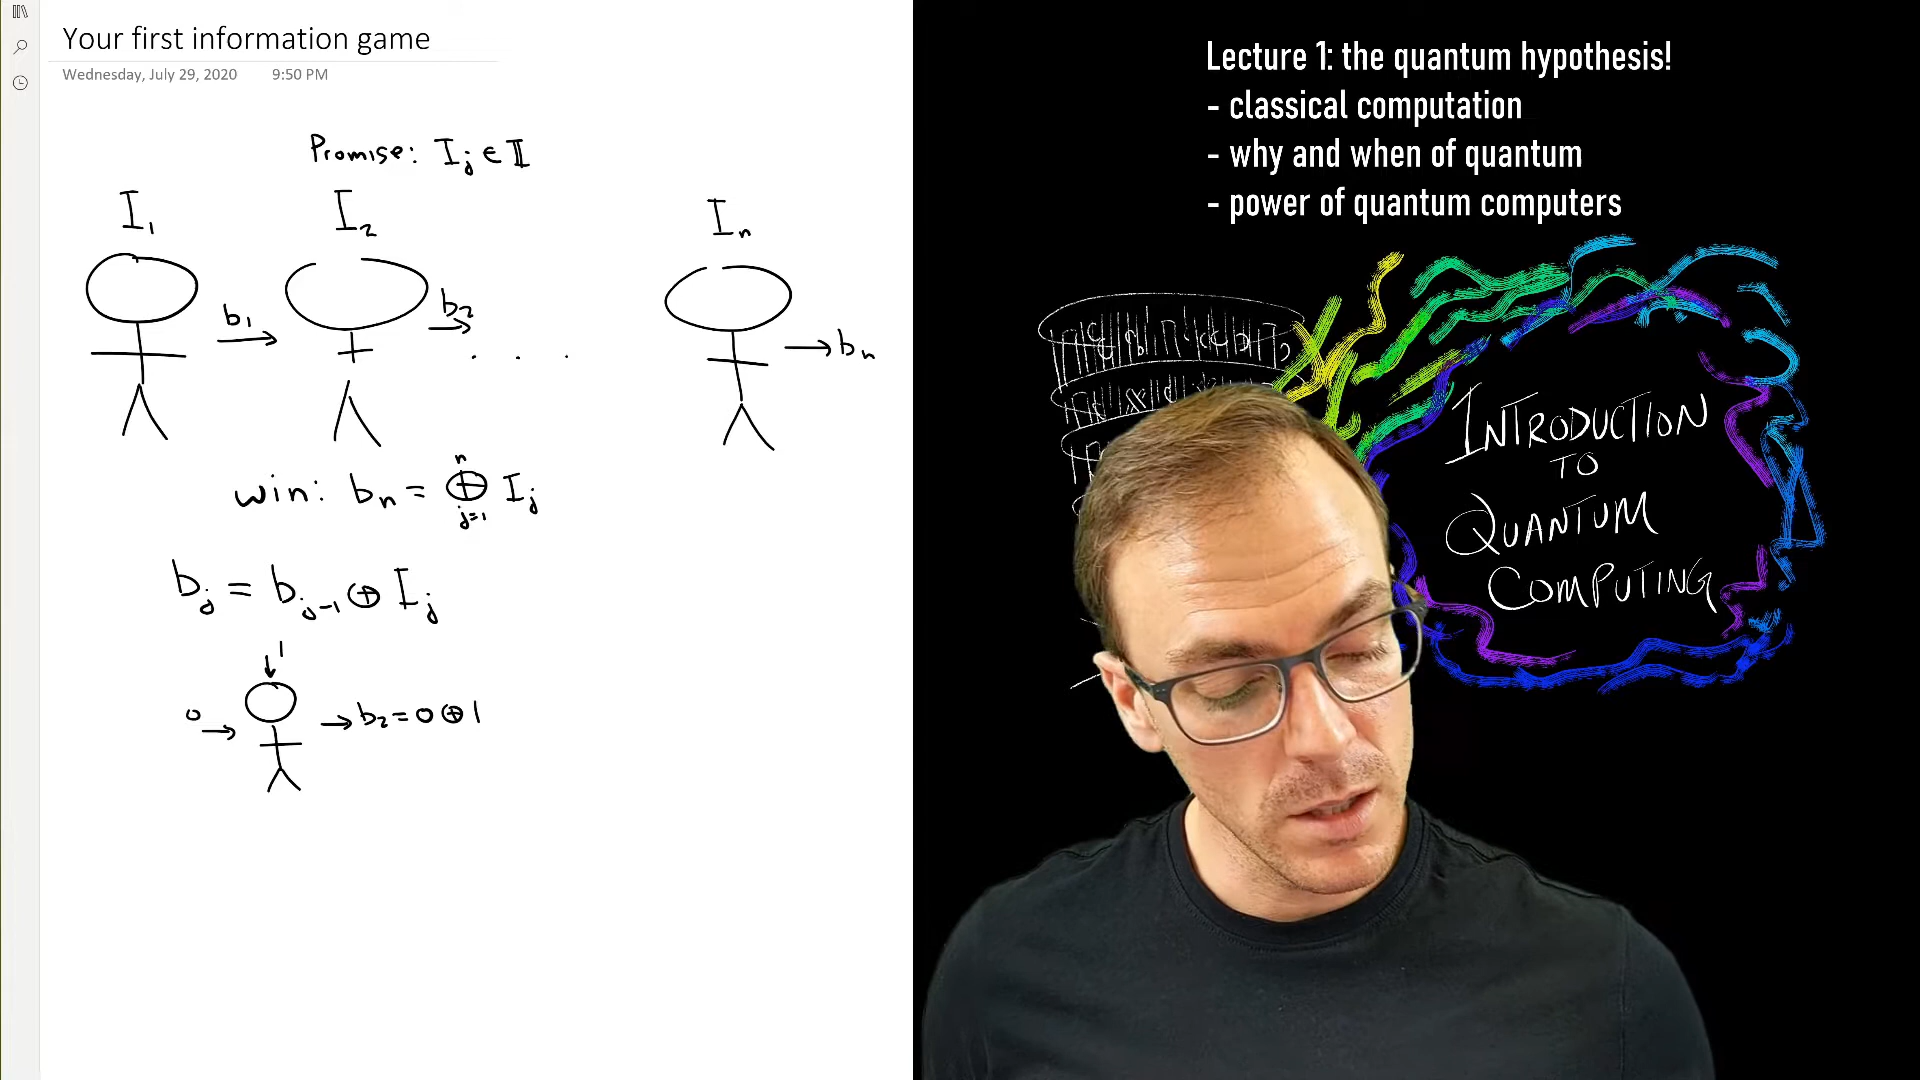 Your first information game
Wednesday, July 29, 2020 9:50 PM
Promise: I_j ∈ 𝕀
I_1 I_2 I_n
b_1 b_2 . . . b_n
win: b_n = ⊕_{j=1}^{n} I_j
b_j = b_{j-1} ⊕ I_j
1
0 → → b_2 = 0 ⊕ 1
Lecture 1: the quantum hypothesis!
- classical computation
- why and when of quantum
- power of quantum computers
INTRODUCTION
TO
QUANTUM
COMPUTING